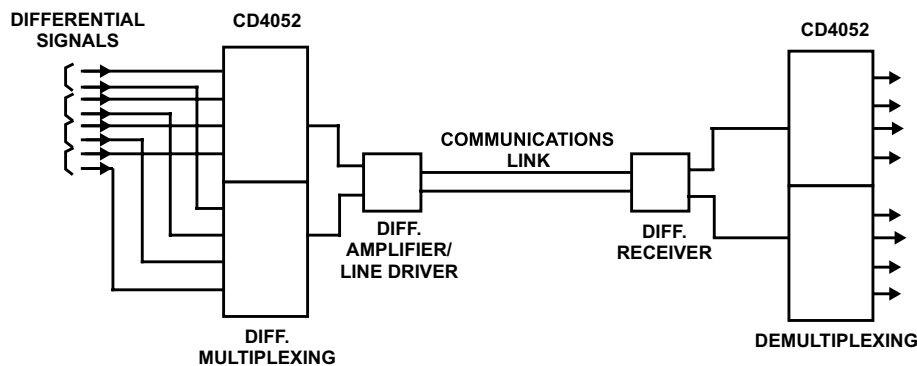 DIFFERENTIAL
SIGNALS
CD4052
CD4052
COMMUNICATIONS
LINK
DIFF.
AMPLIFIER/
LINE DRIVER
DIFF.
RECEIVER
DIFF.
MULTIPLEXING
DEMULTIPLEXING